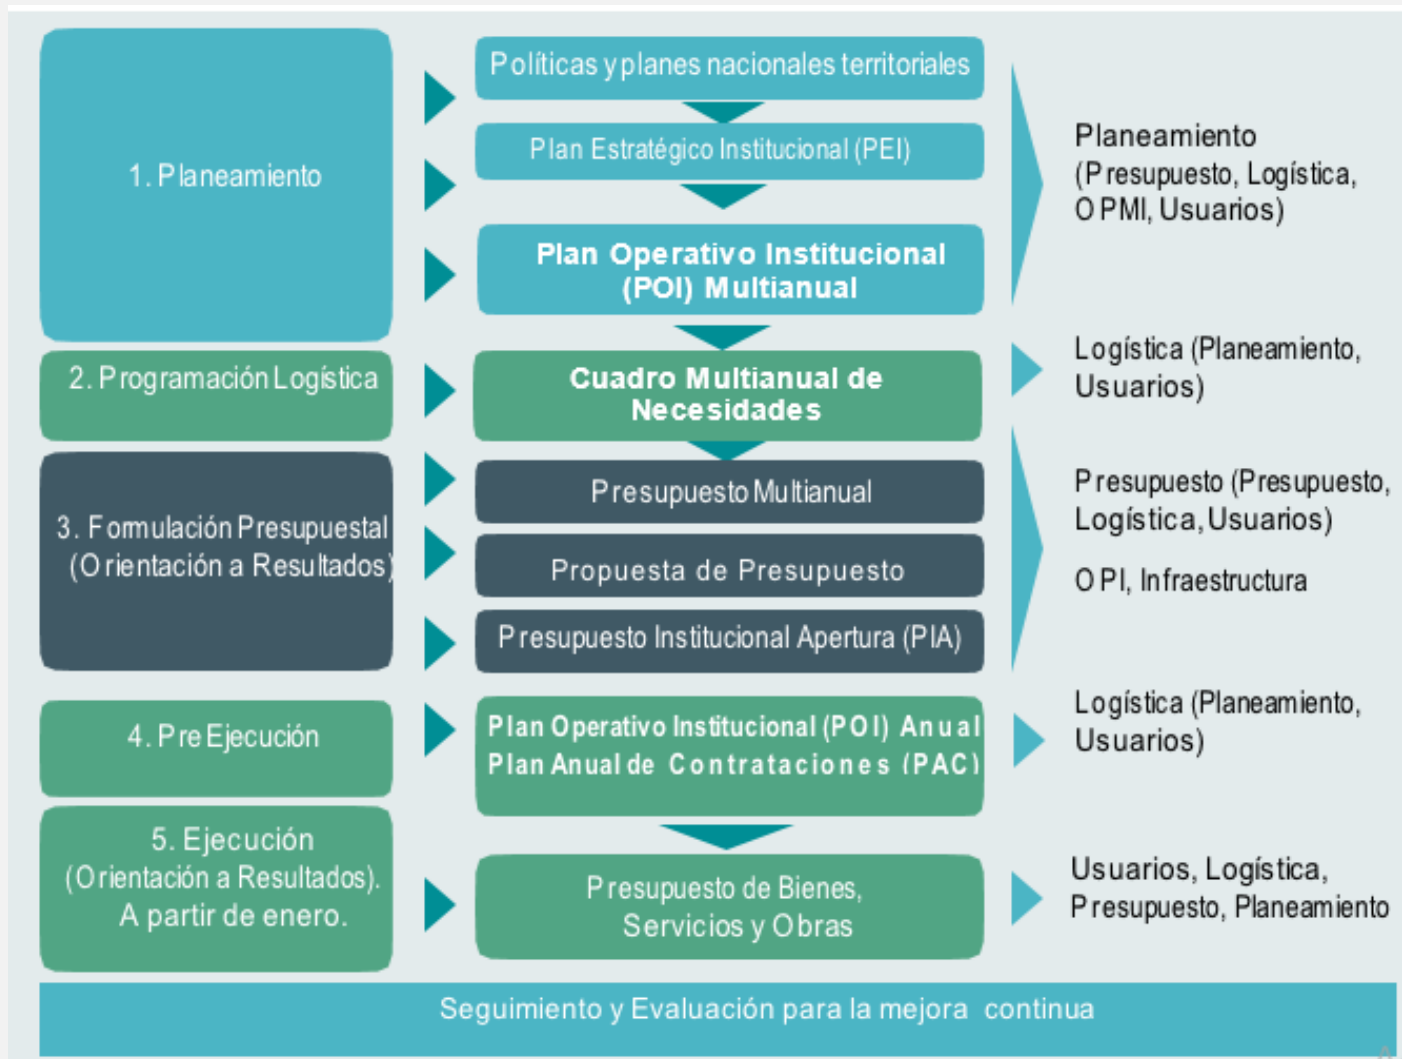 1. Planeamiento
Políticas y planes nacionales territoriales
Plan Estratégico Institucional (PEI)
Plan Operativo Institucional
(POI) Multianual
Planeamiento
(Presupuesto, Logística,
OPMI, Usuarios)
2. Programación Logística
Cuadro Multianual de
Necesidades
Logística (Planeamiento,
Usuarios)
3. Formulación Presupuestal
(Orientación a Resultados)
Presupuesto Multianual
Propuesta de Presupuesto
Presupuesto Institucional Apertura (PIA)
Presupuesto (Presupuesto,
Logística, Usuarios)
OPI, Infraestructura
4. Pre Ejecución
Plan Operativo Institucional (POI) Anual
Plan Anual de Contrataciones (PAC)
Logística (Planeamiento,
Usuarios)
5. Ejecución
(Orientación a Resultados).
A partir de enero.
Presupuesto de Bienes,
Servicios y Obras
Usuarios, Logística,
Presupuesto, Planeamiento
Seguimiento y Evaluación para la mejora continua